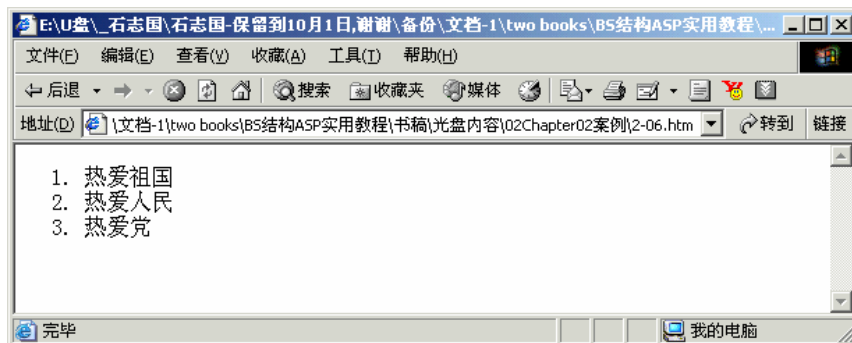 E:\U盘\_石志国\石志国-保留到10月1日,谢谢\备份\文档-1\two books\BS结构ASP实用教程\...
文件(F) 编辑(E) 查看(V) 收藏(A) 工具(T) 帮助(H)
后退 搜索 收藏夹 媒体
地址(D) \文档-1\two books\BS结构ASP实用教程\书稿\光盘内容\02Chapter02案例\2-06.htm 转到 链接
1. 热爱祖国
2. 热爱人民
3. 热爱党
完毕 我的电脑